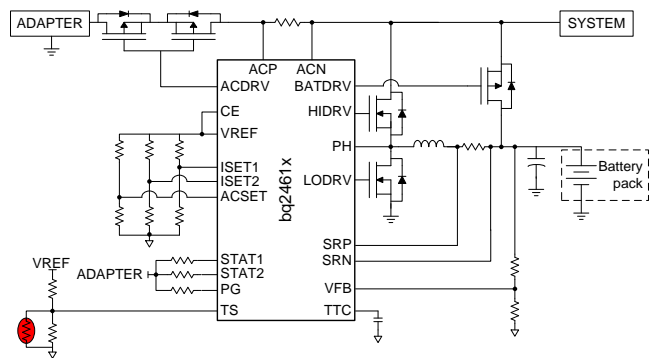 ADAPTER
SYSTEM
ACP
ACN
ACDRV
BATDRV
CE
HIDRV
VREF
PH
ISET1
ISET2
ACSET
LODRV
bq2461x
Battery
pack
SRP
SRN
STAT1
ADAPTER
STAT2
PG
VFB
VREF
TS
TTC